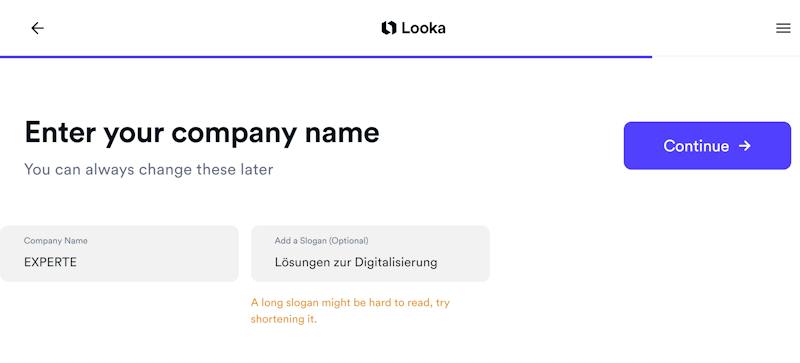 Looka
Enter your company name
You can always change these later
Continue →
Company Name
EXPERTE
Add a Slogan (Optional)
Lösungen zur Digitalisierung
A long slogan might be hard to read, try
shortening it.